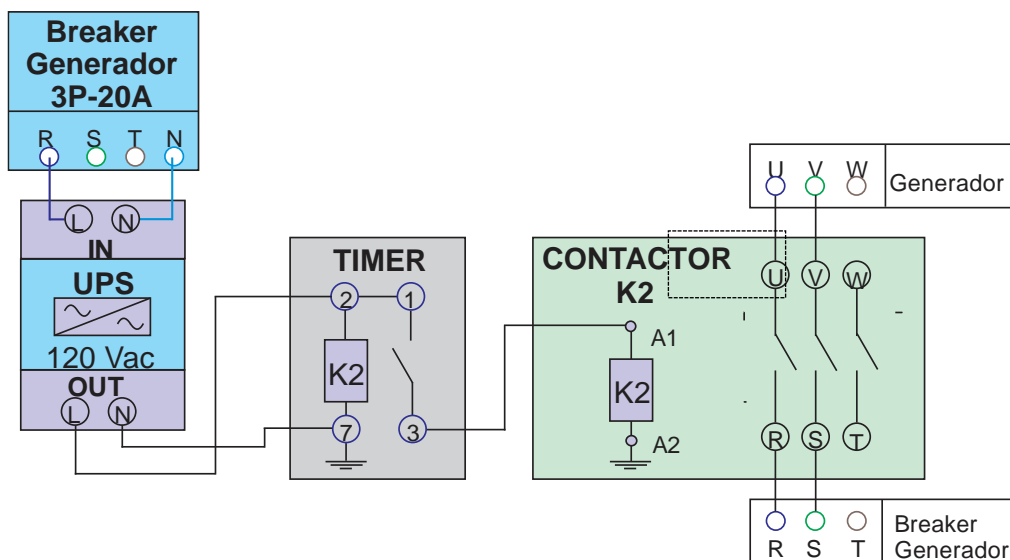 Breaker
Generador
3P-20A
R S T N
L N
IN
UPS
120 Vac
OUT
L N
TIMER
2 1
K2
7 3
CONTACTOR
K2
A1
K2
A2
U V W
R S T
U V W
Generador
R S T
Breaker
Generador